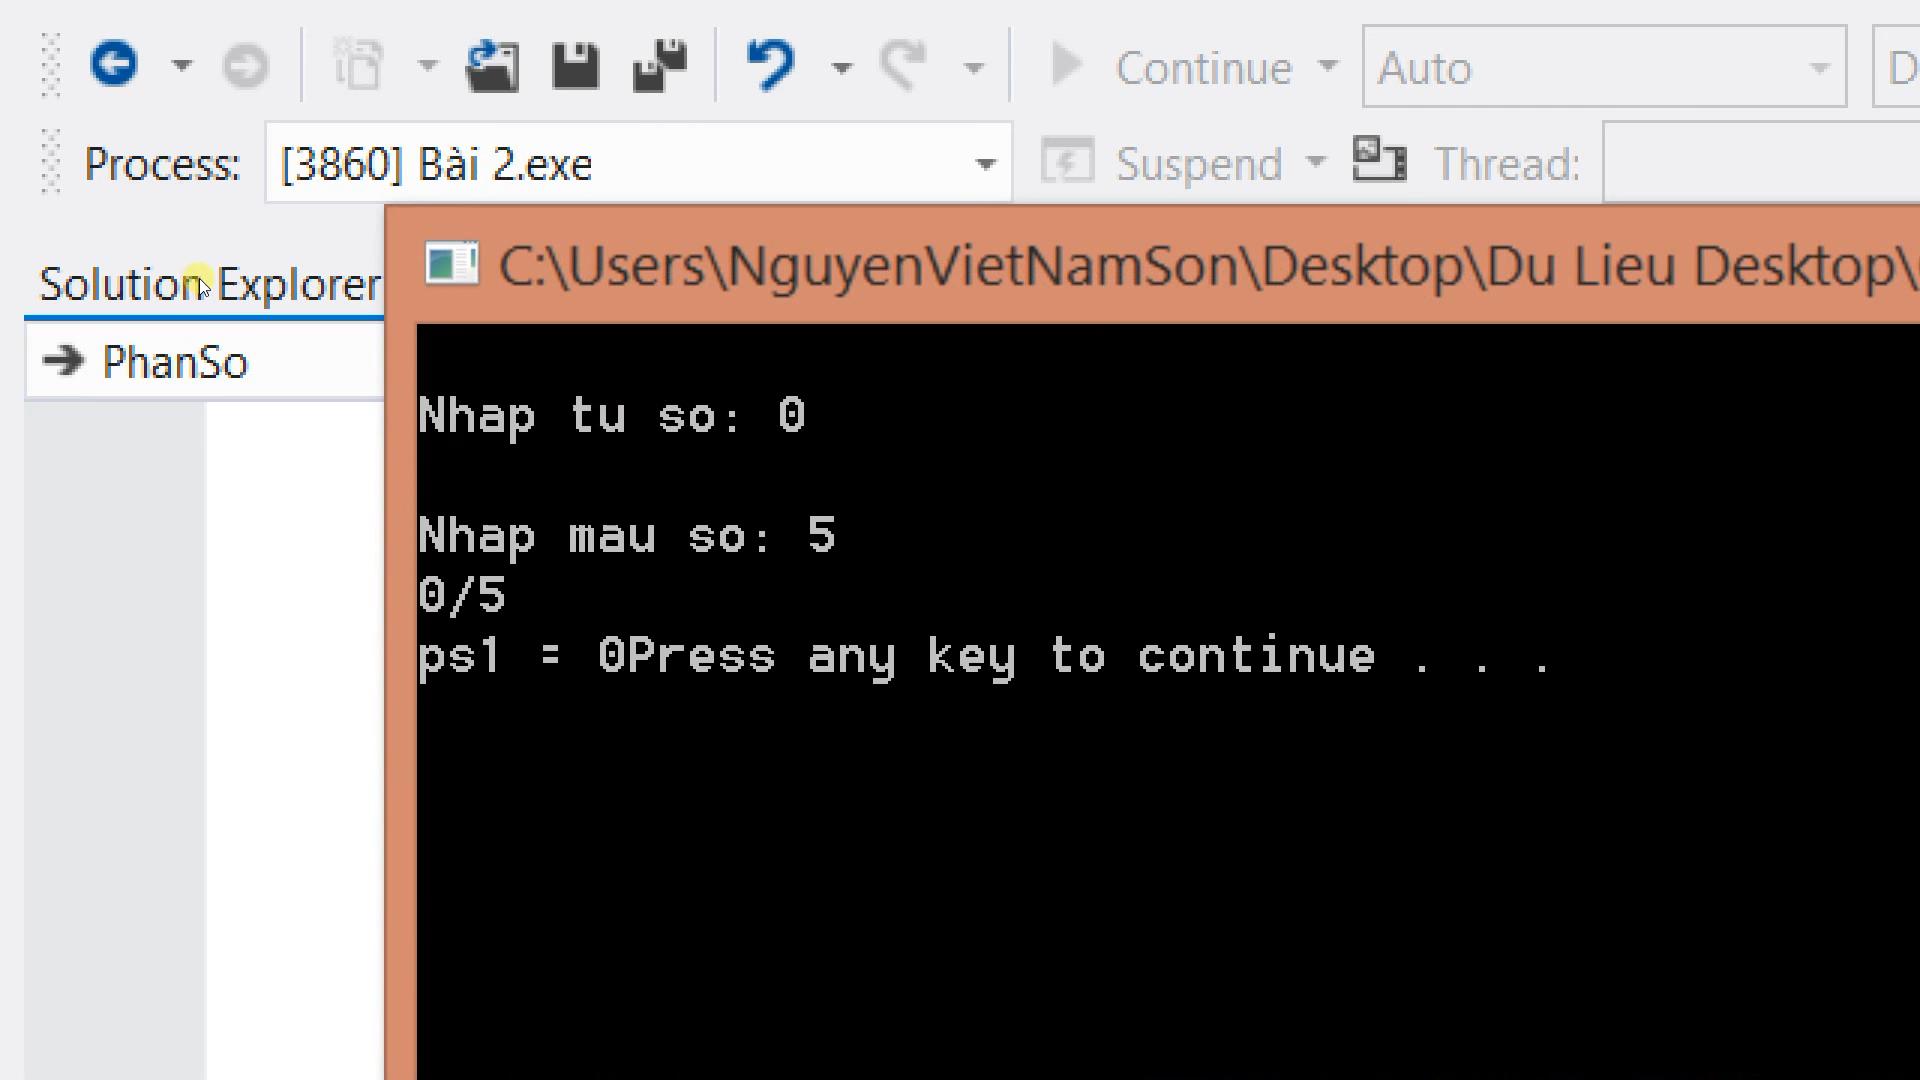 Continue Auto
Process: [3860] Bài 2.exe Suspend Thread:
C:\Users\NguyenVietNamSon\Desktop\Du Lieu Desktop\
Solution Explorer
PhanSo
Nhap tu so: 0
Nhap mau so: 5
0/5
ps1 = 0Press any key to continue . . .